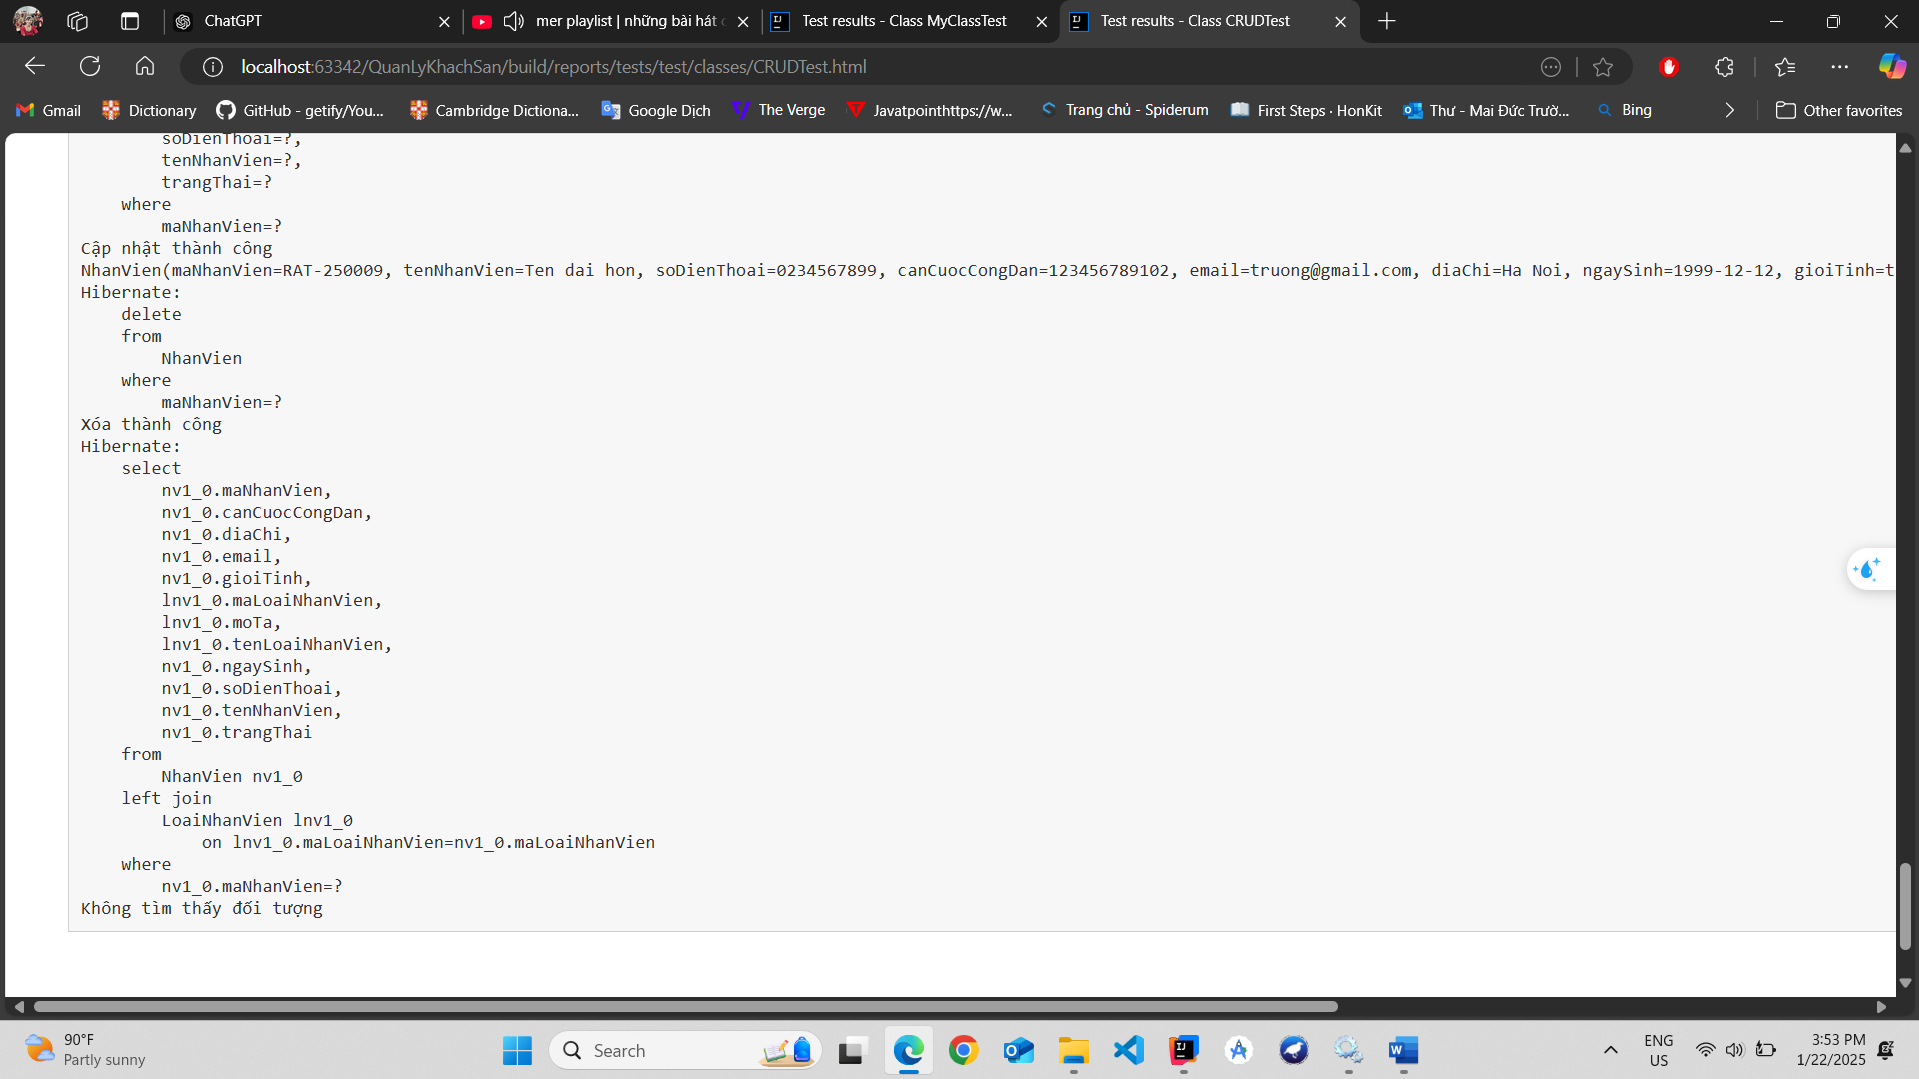 ChatGPT
mer playlist | những bài hát c
Test results - Class MyClassTest
Test results - Class CRUDTest
localhost:63342/QuanLyKhachSan/build/reports/tests/test/classes/CRUDTest.html
Gmail
Dictionary
GitHub - getify/You...
Cambridge Dictiona...
Google Dịch
The Verge
Javatpointhttps://w...
Trang chủ - Spiderum
First Steps · HonKit
Thư - Mai Đức Trườ...
Bing
Other favorites
soDienThoai=?,
tenNhanVien=?,
trangThai=?
where
maNhanVien=?
Cập nhật thành công
NhanVien(maNhanVien=RAT-250009, tenNhanVien=Ten dai hon, soDienThoai=0234567899, canCuocCongDan=123456789102, email=truong@gmail.com, diaChi=Ha Noi, ngaySinh=1999-12-12, gioiTinh=t
Hibernate:
delete
from
NhanVien
where
maNhanVien=?
Xóa thành công
Hibernate:
select
nv1_0.maNhanVien,
nv1_0.canCuocCongDan,
nv1_0.diaChi,
nv1_0.email,
nv1_0.gioiTinh,
lnv1_0.maLoaiNhanVien,
lnv1_0.moTa,
lnv1_0.tenLoaiNhanVien,
nv1_0.ngaySinh,
nv1_0.soDienThoai,
nv1_0.tenNhanVien,
nv1_0.trangThai
from
NhanVien nv1_0
left join
LoaiNhanVien lnv1_0
on lnv1_0.maLoaiNhanVien=nv1_0.maLoaiNhanVien
where
nv1_0.maNhanVien=?
Không tìm thấy đối tượng
90°F
Partly sunny
Search
ENG
US
3:53 PM
1/22/2025